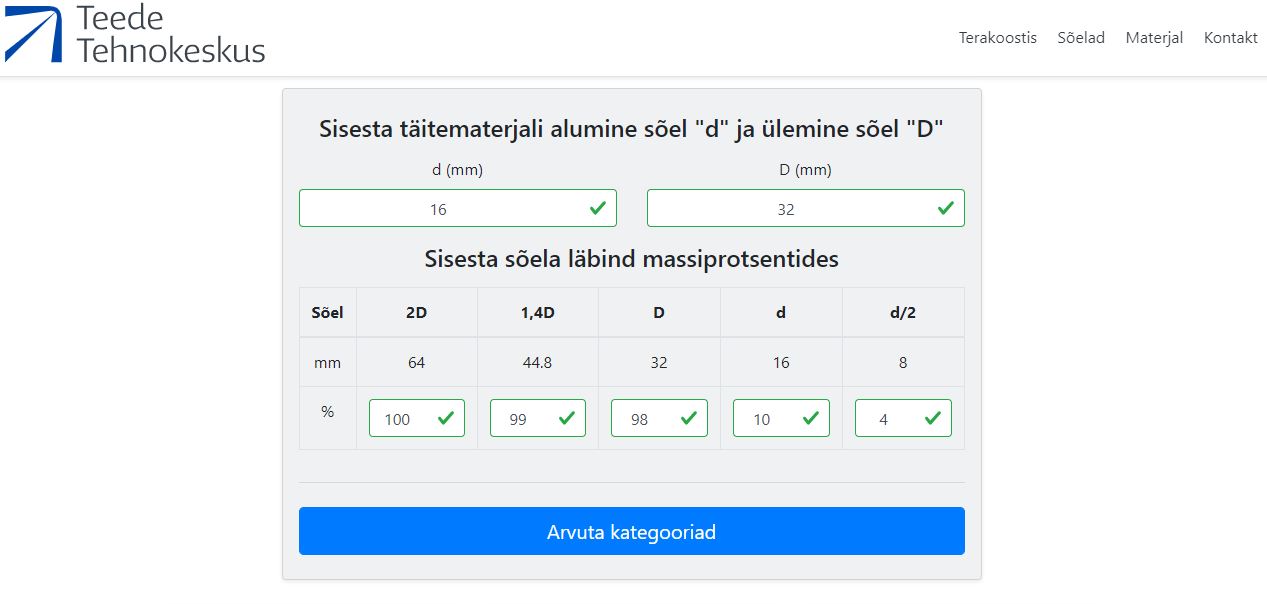 Teede
Tehnokeskus
Terakoostis Sõelad Materjal Kontakt
Sisesta täitematerjali alumine sõel "d" ja ülemine sõel "D"
d (mm) D (mm)
16 32
Sisesta sõela läbind massiprotsentides
Sõel 2D 1,4D D d d/2
mm 64 44.8 32 16 8
% 100 99 98 10 4
Arvuta kategooriad